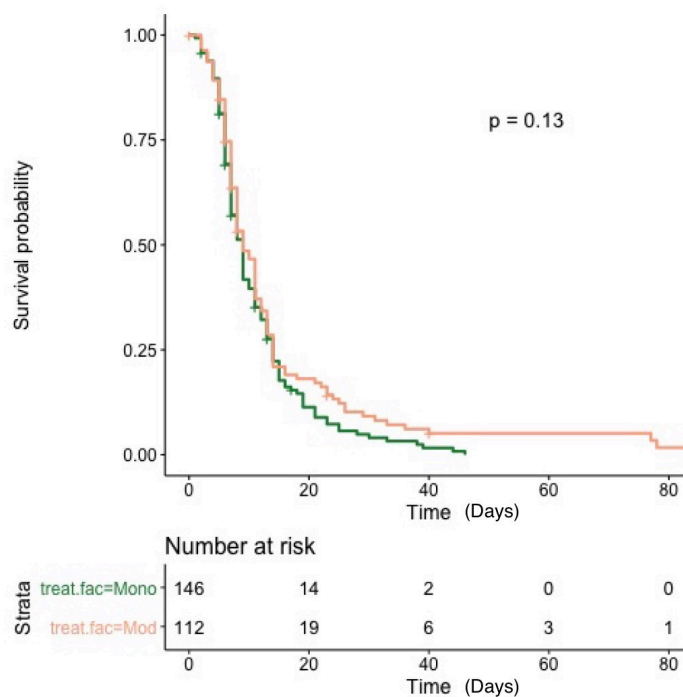 1.00
p = 0.13
0.75
Survival probability
0.50
0.25
0.00
0 20 40 60 80
Time (Days)
Number at risk
Strata
treat.fac=Mono 146 14 2 0 0
treat.fac=Mod 112 19 6 3 1
0 20 40 60 80
Time (Days)